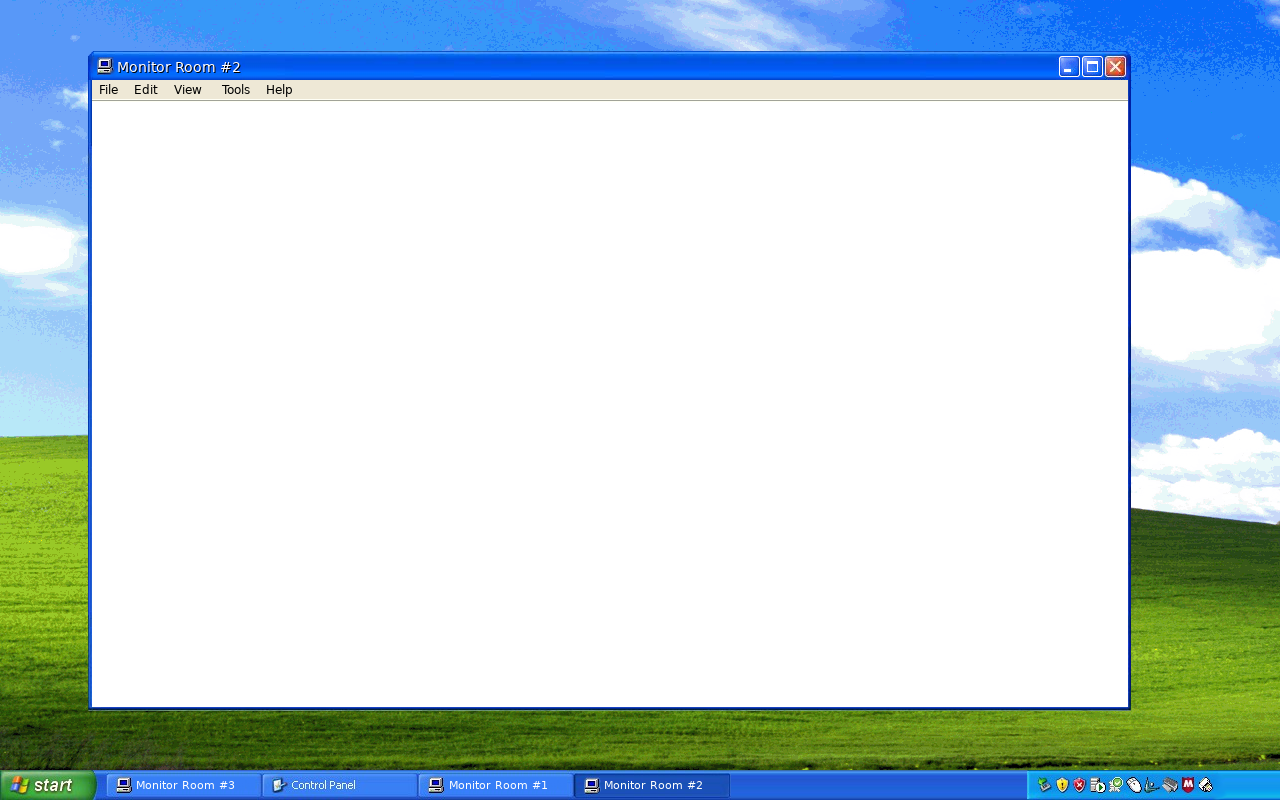 Monitor Room #2
File Edit View Tools Help
start Monitor Room #3 Control Panel Monitor Room #1 Monitor Room #2